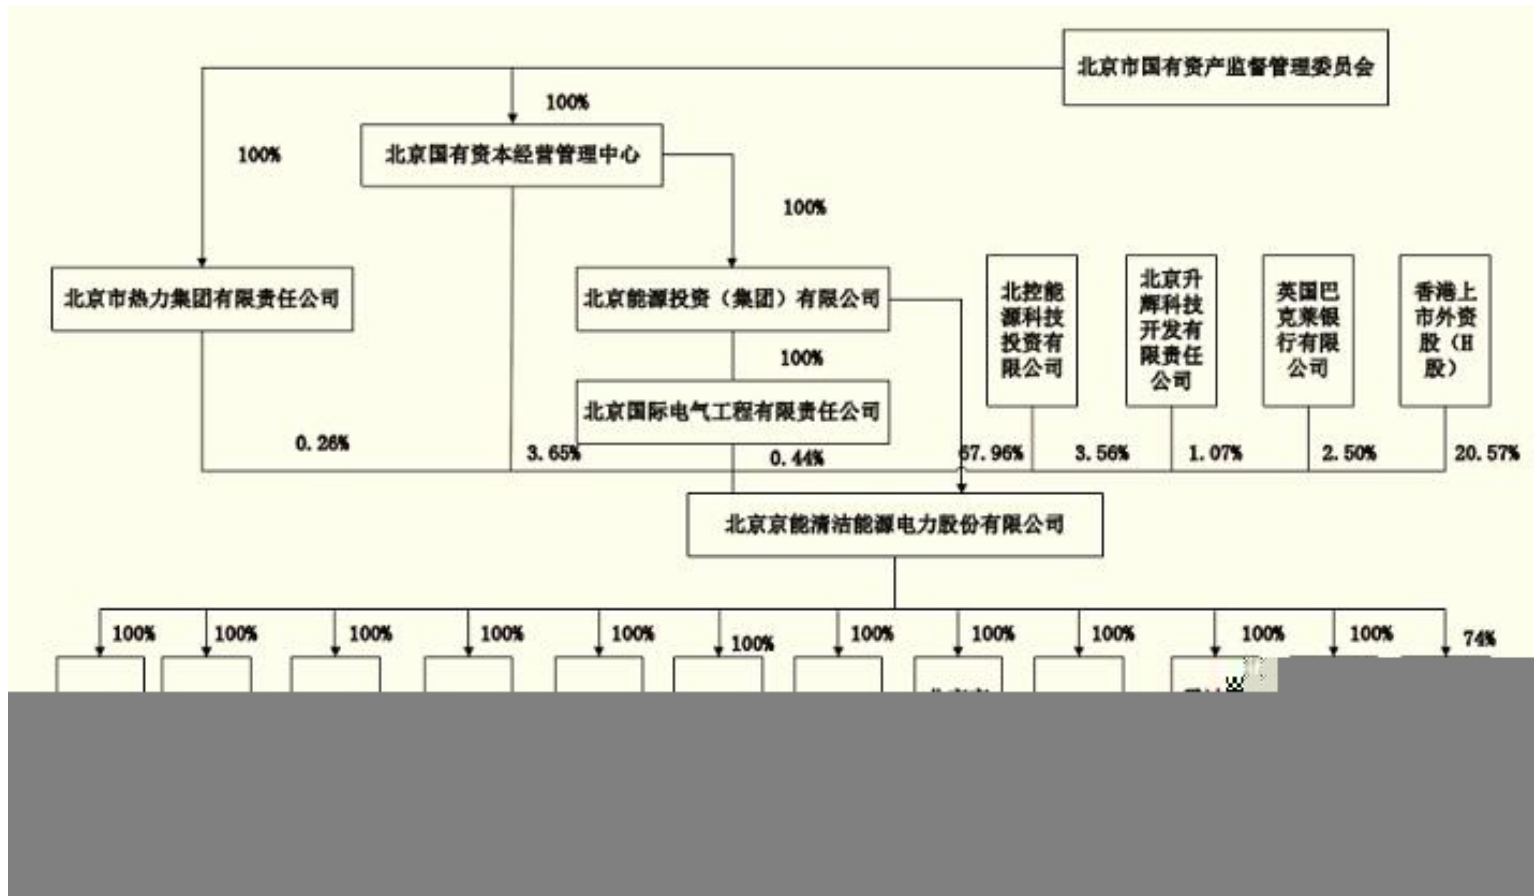 北京市国有资产监督管理委员会
100%
100%
北京国有资本经营管理中心
100%
北京市热力集团有限责任公司
北京能源投资（集团）有限公司
北控能
源科技
投资有
限公司
北京升
辉科技
开发有
限责任
公司
英国巴
克莱银
行有限
公司
香港上
市外资
股（H
股）
100%
北京国际电气工程有限责任公司
0.26%
3.65%
0.44%
67.96%
3.56%
1.07%
2.50%
20.57%
北京京能清洁能源电力股份有限公司
100%
100%
100%
100%
100%
100%
100%
100%
100%
100%
100%
74%